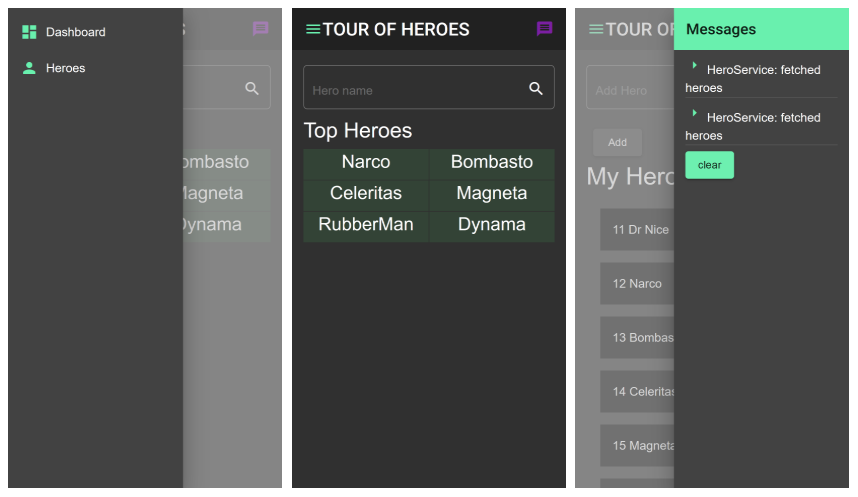 Dashboard
Heroes
S
ombasto
Magneta
Dynama
TOUR OF HEROES
Hero name
Top Heroes
Narco Bombasto
Celeritas Magneta
RubberMan Dynama
TOUR OF
Add Hero
Add
My Hero
11 Dr Nice
12 Narco
13 Bombas
14 Celeritas
15 Magneta
Messages
HeroService: fetched
heroes
HeroService: fetched
heroes
clear